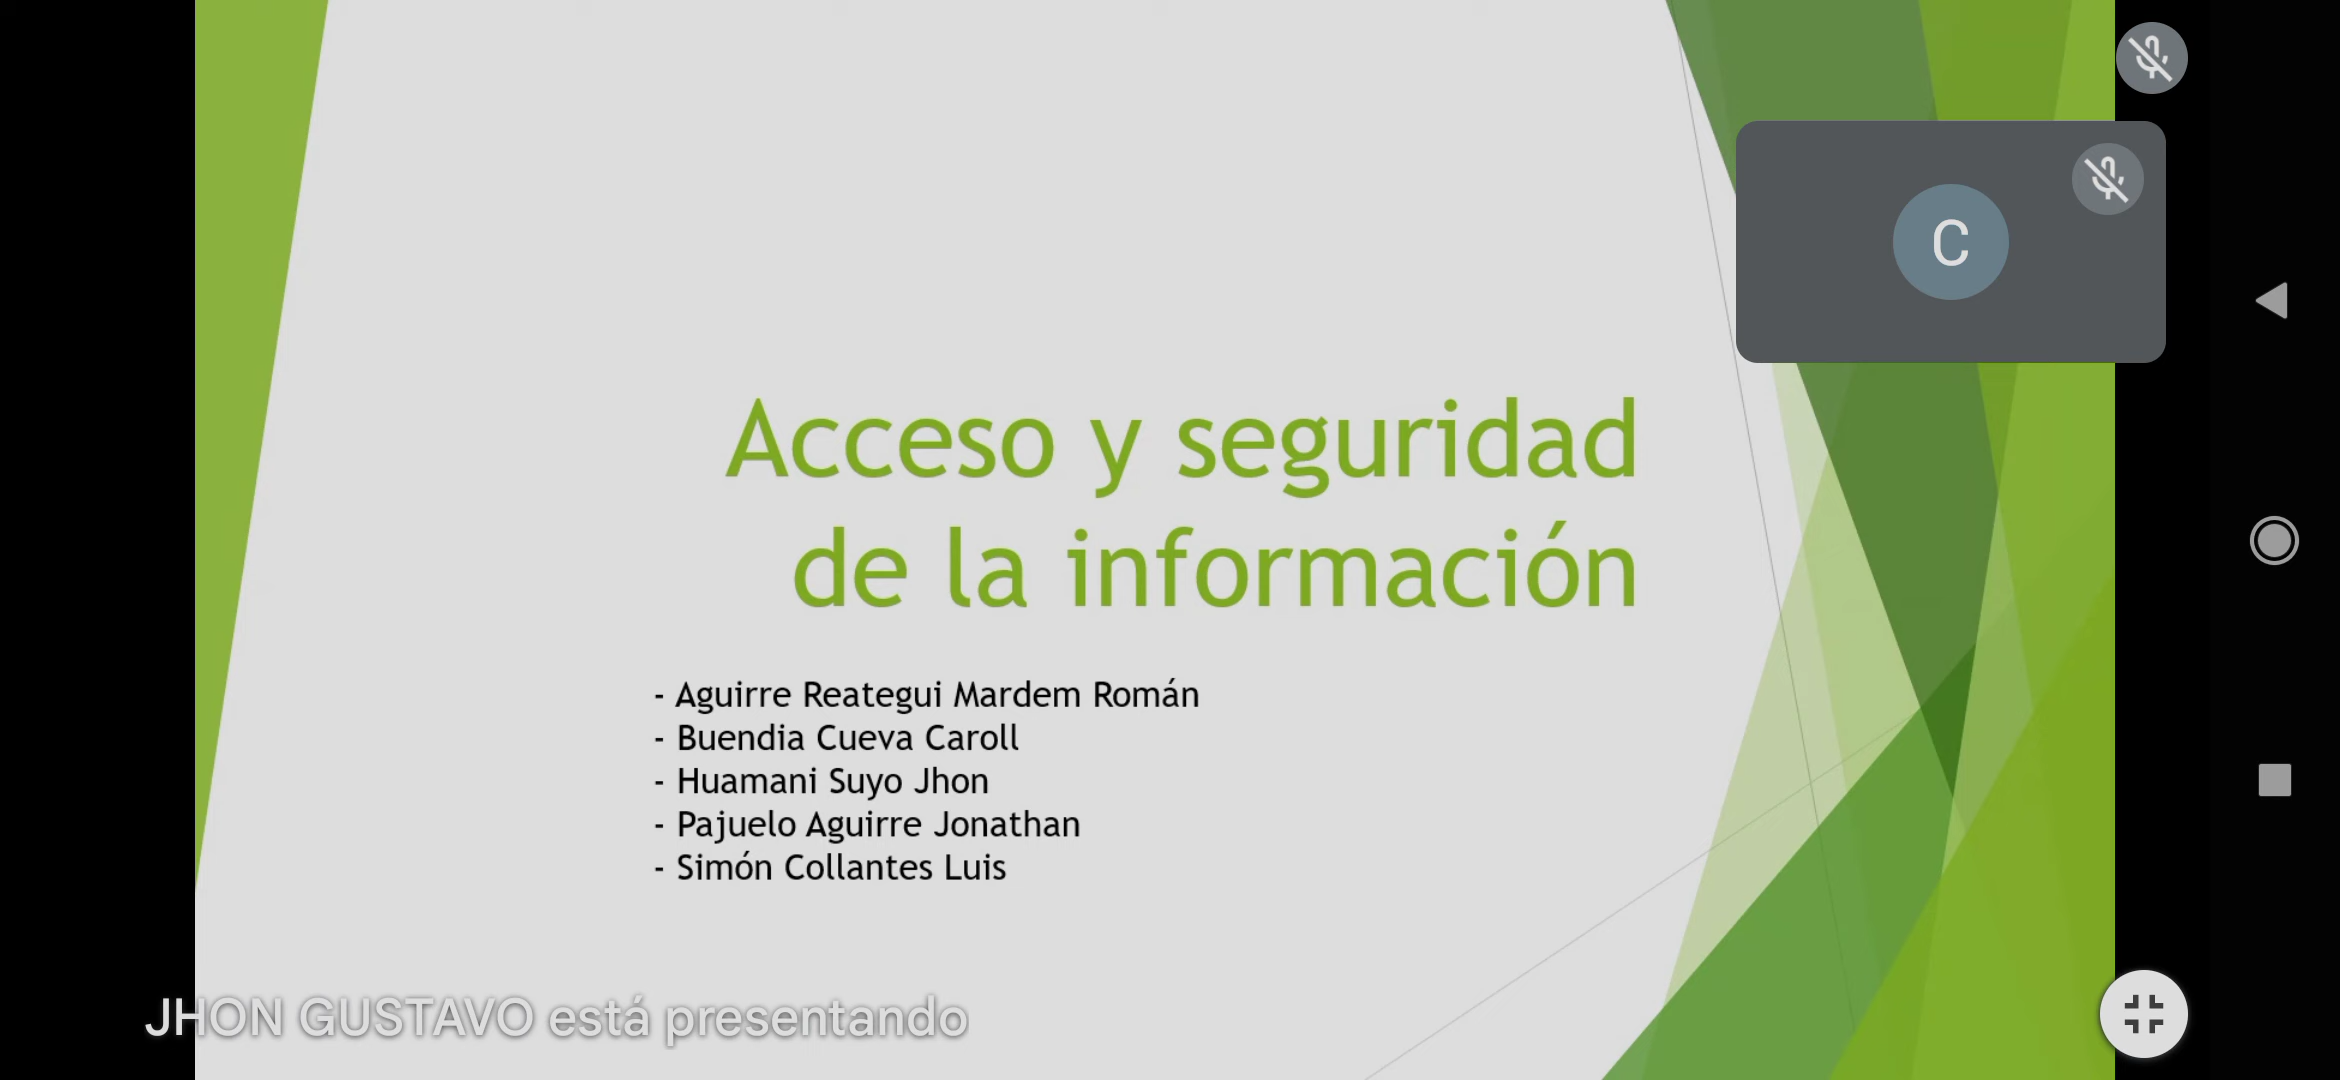 C
Acceso y seguridad
de la información
- Aguirre Reategui Mardem Román
- Buendia Cueva Caroll
- Huamani Suyo Jhon
- Pajuelo Aguirre Jonathan
- Simón Collantes Luis
JHON GUSTAVO está presentando